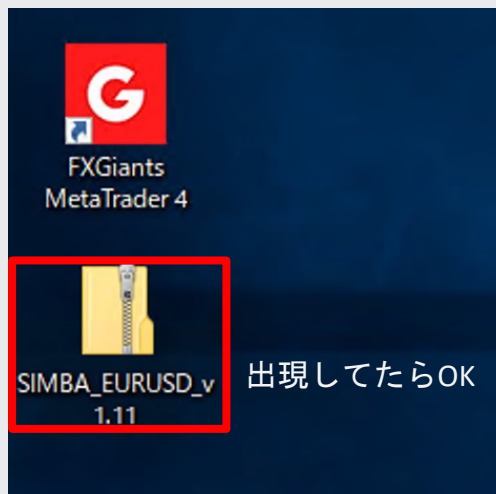 G
FXGiants
MetaTrader 4
SIMBA_EURUSD_v
1.11
出現してたらOK